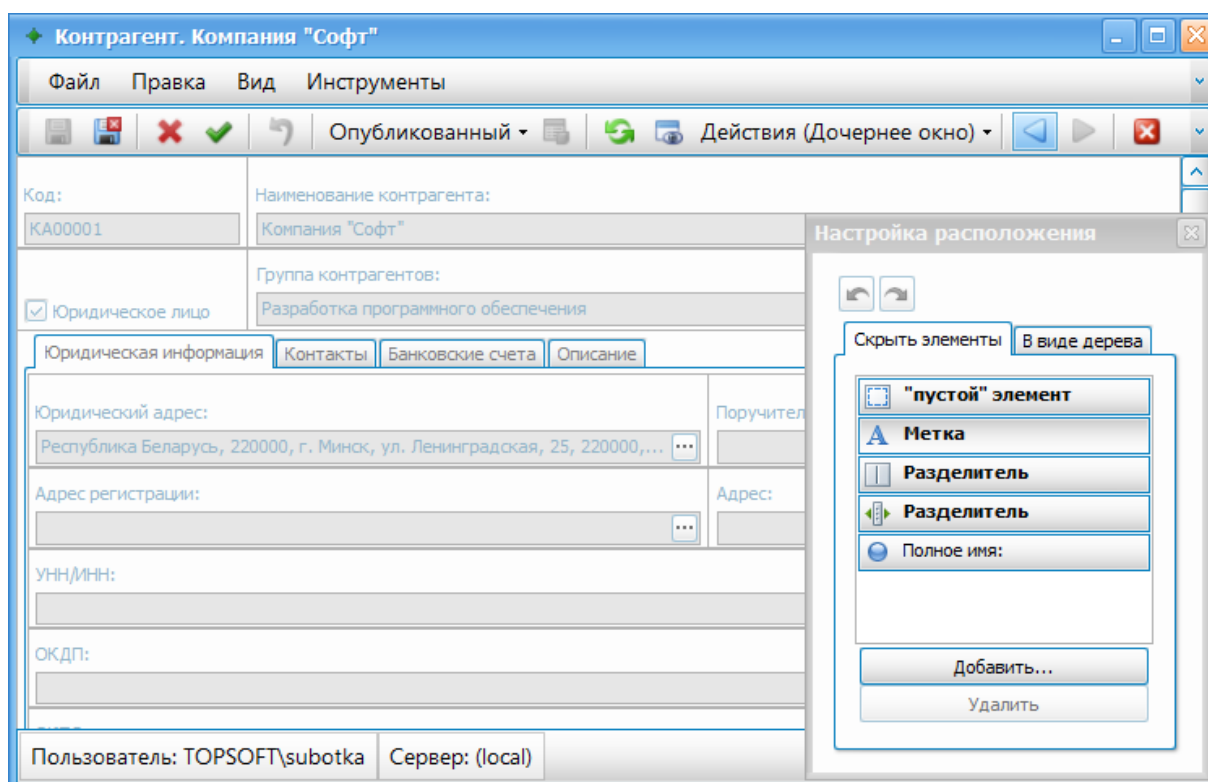 Контрагент. Компания "Софт"
Файл Правка Вид Инструменты
Опубликованный Действия (Дочернее окно)
Код: Наименование контрагента:
КА00001 Компания "Софт"
Группа контрагентов:
Юридическое лицо Разработка программного обеспечения
Юридическая информация Контакты Банковские счета Описание
Юридический адрес:
Республика Беларусь, 220000, г. Минск, ул. Ленинградская, 25, 220000,... ...
Адрес регистрации: Адрес:
...
УНН/ИНН:
ОКДП:
Настройка расположения
Скрыть элементы В виде дерева
"пустой" элемент
Метка
Разделитель
Разделитель
Полное имя:
Добавить...
Удалить
Пользователь: TOPSOFT\subotka Сервер: (local)